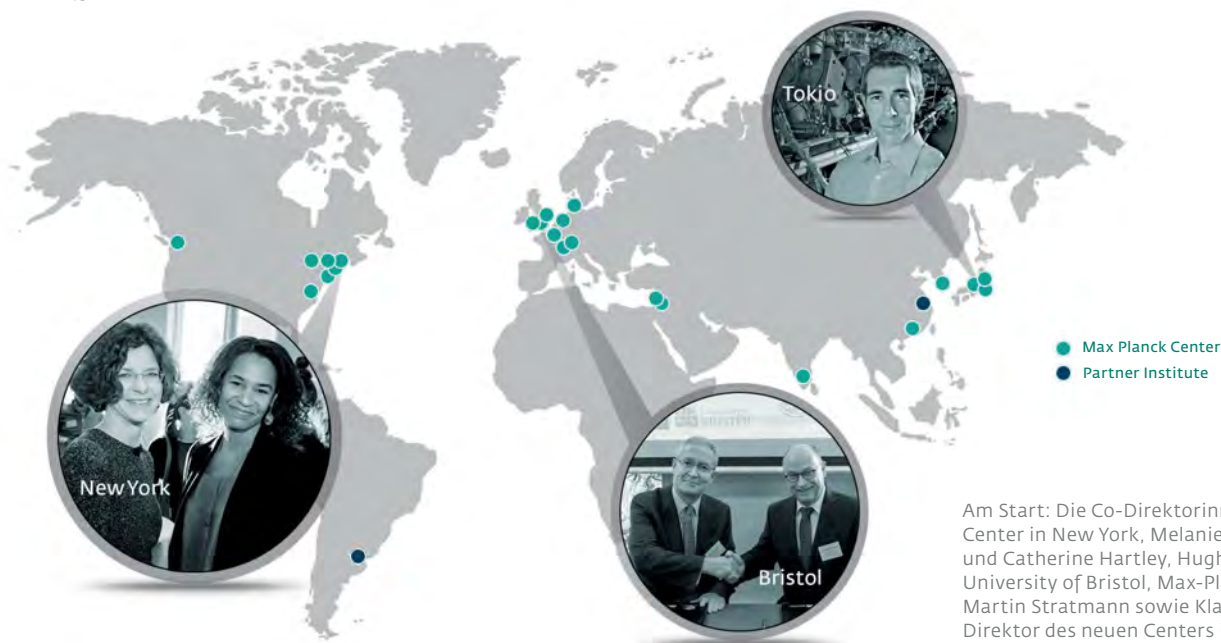 Tokio
New York
Bristol
Max Planck Center
Partner Institute
Am Start: Die Co-Direktorinn
Center in New York, Melanie
und Catherine Hartley, Hugh
University of Bristol, Max-Pl
Martin Stratmann sowie Kla
Direktor des neuen Centers